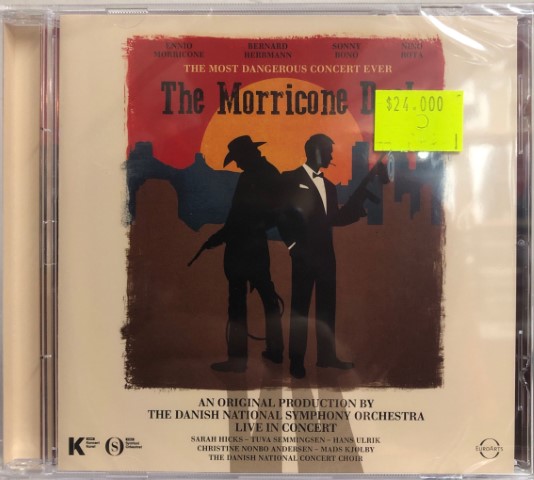 ENNIO MORRICONE
BERNARD HERRMANN
SONNY BONO
NINO ROTA
THE MOST DANGEROUS CONCERT EVER
The Morricone
$24.000
AN ORIGINAL PRODUCTION BY
THE DANISH NATIONAL SYMPHONY ORCHESTRA
LIVE IN CONCERT
SARAH HICKS – TUVA SEMMINGSEN – HANS ULRIK
CHRISTINE NONBO ANDERSEN – MADS KJØLBY
THE DANISH NATIONAL CONCERT CHOIR
K
S
EUROARTS